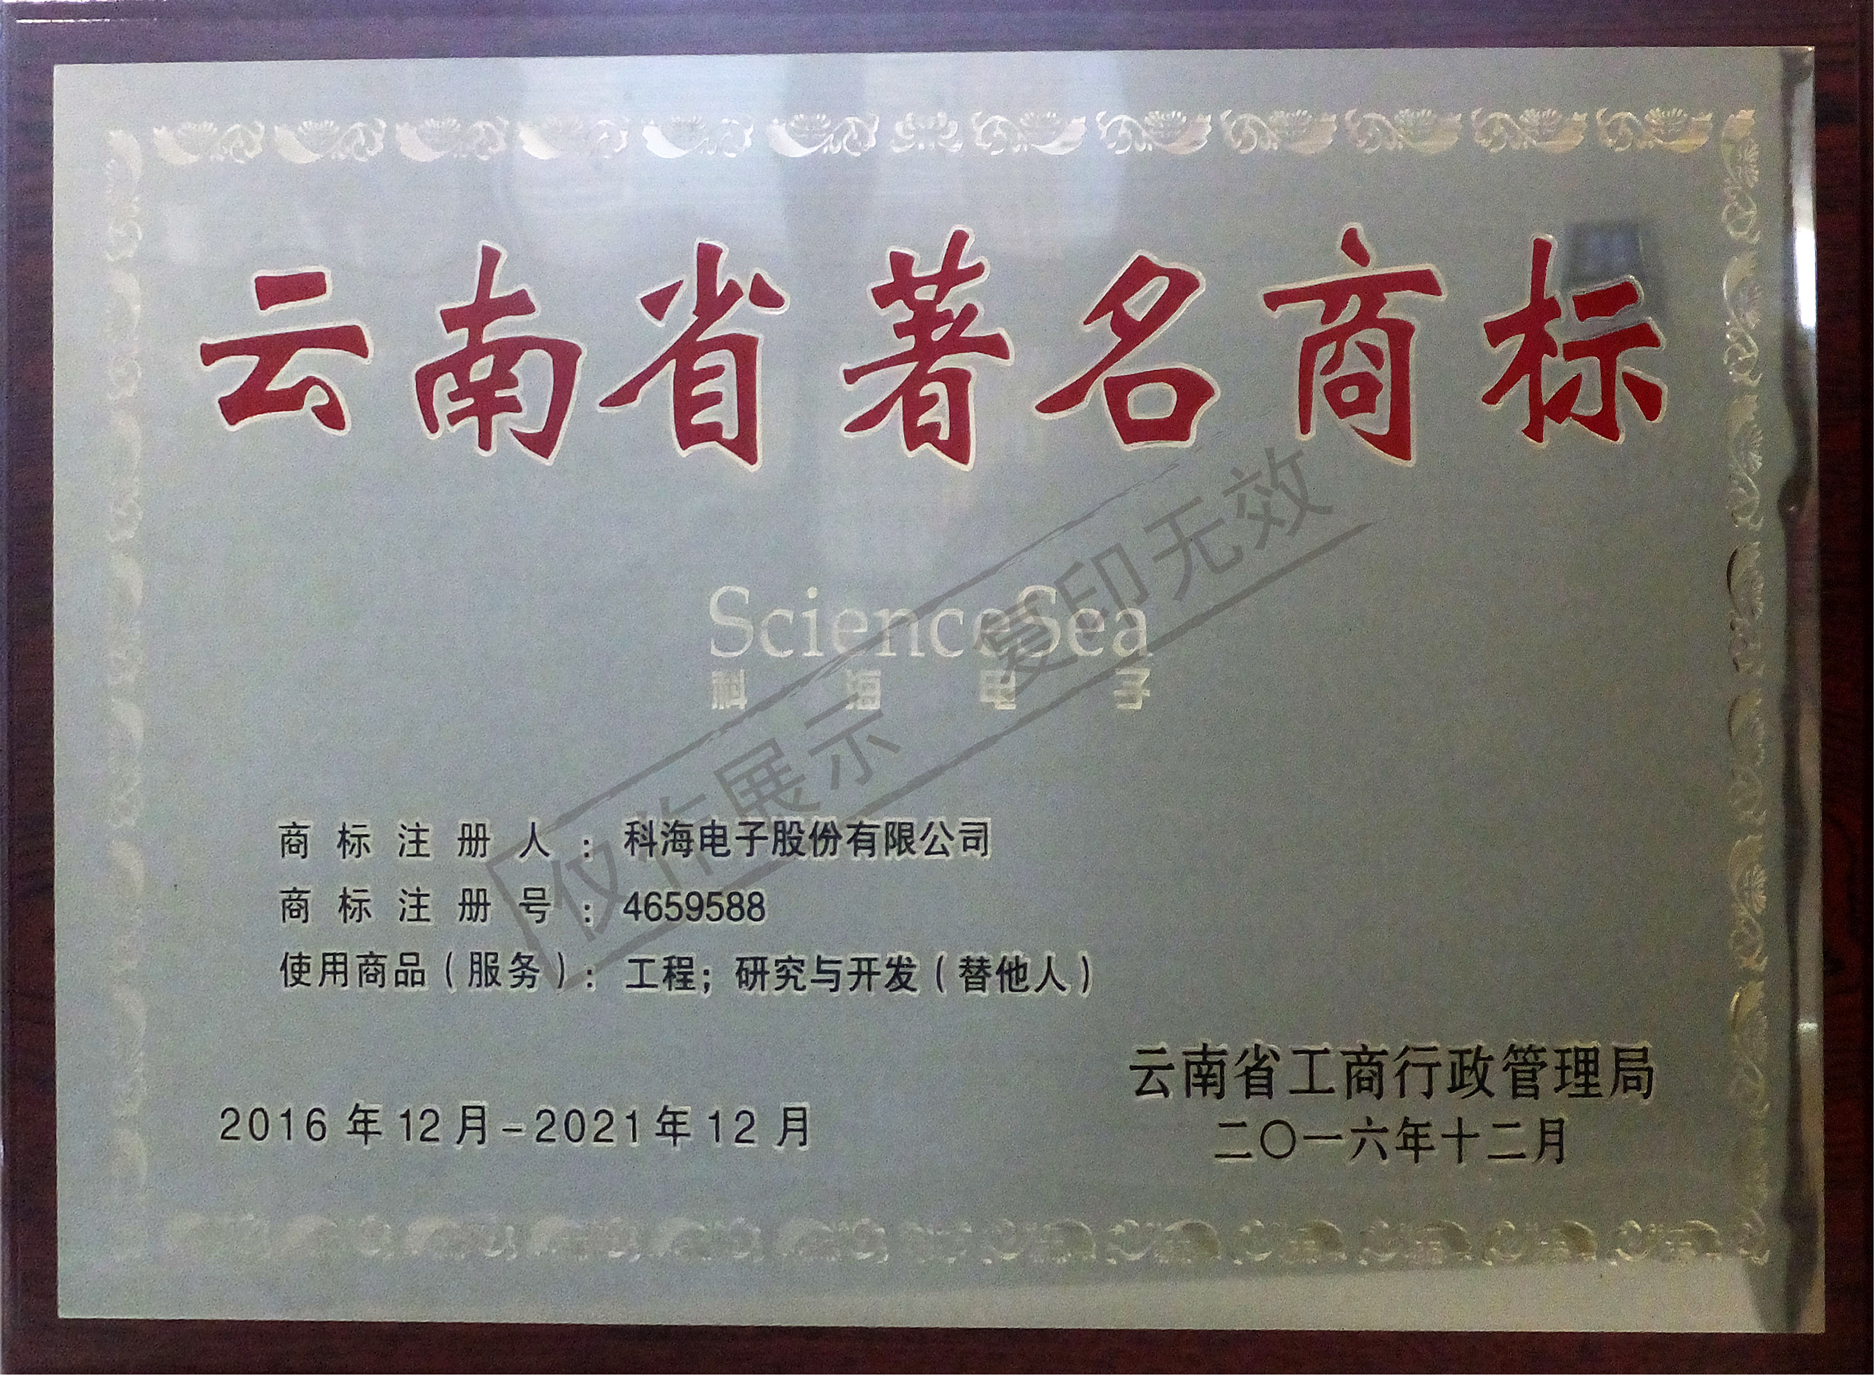 云南省著名商标
ScienceSea
科海电子
商标注册人：科海电子股份有限公司
商标注册号：4659588
使用商品（服务）：工程；研究与开发（替他人）
云南省工商行政管理局
2016年12月－2021年12月
二〇一六年十二月
仅作展示 复印无效